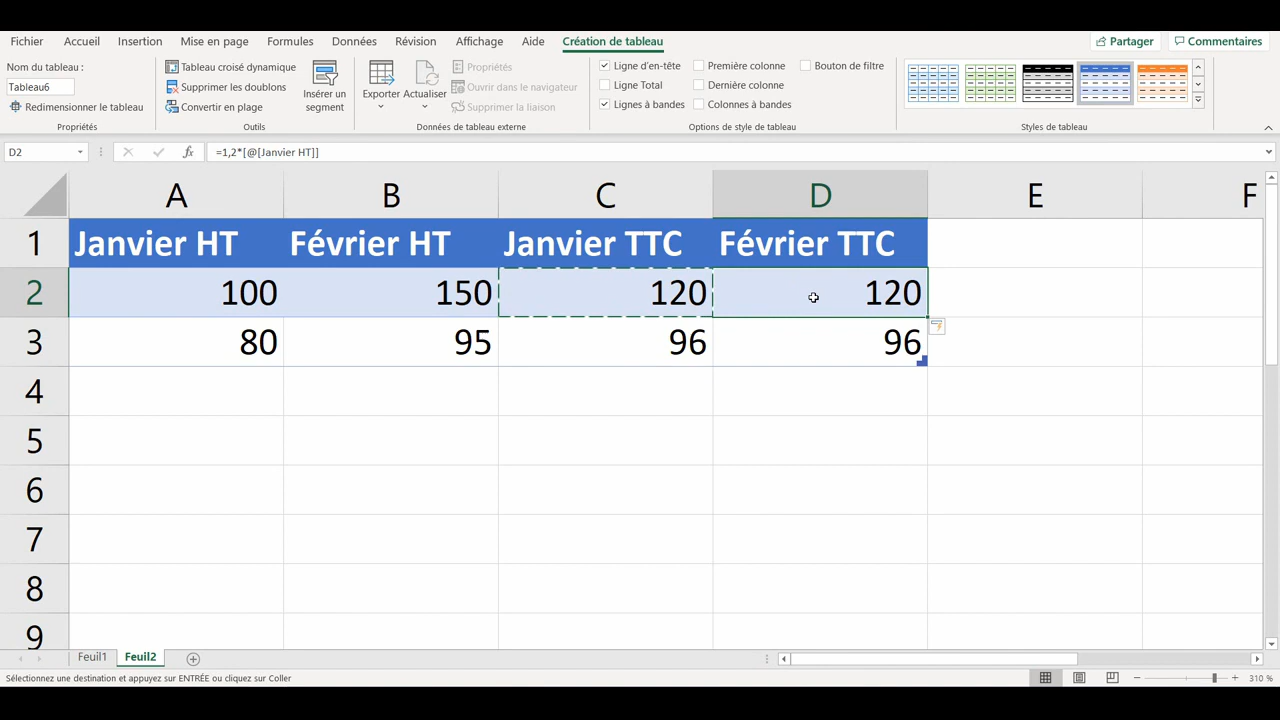 Fichier Accueil Insertion Mise en page Formules Données Révision Affichage Aide Création de tableau Partager Commentaires
Nom du tableau :
Tableau6
Redimensionner le tableau
Propriétés
Tableau croisé dynamique
Supprimer les doublons
Convertir en plage
Outils
Insérer un
segment
Exporter Actualiser
Propriétés
Ouvrir dans le navigateur
Supprimer la liaison
Données de tableau externe
Ligne d'en-tête Première colonne Bouton de filtre
Ligne Total Dernière colonne
Lignes à bandes Colonnes à bandes
Options de style de tableau
Styles de tableau
D2 fx =1,2*[@[Janvier HT]]
A B C D E F
1 Janvier HT Février HT Janvier TTC Février TTC
2 100 150 120 120
3 80 95 96 96
4
5
6
7
8
9
Feuil1 Feuil2
Sélectionnez une destination et appuyez sur ENTRÉE ou cliquez sur Coller 310 %